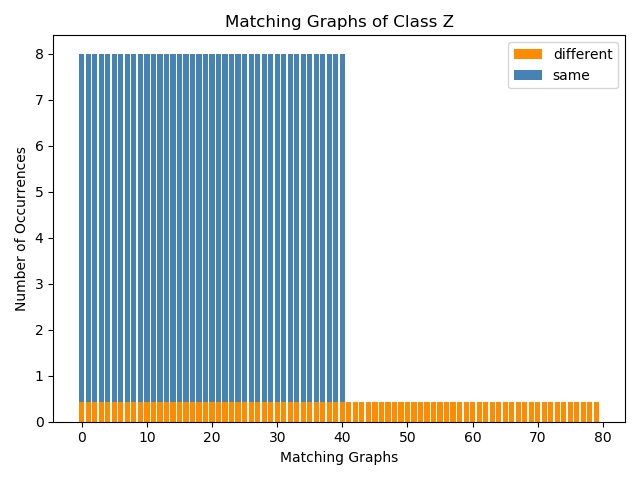 Matching Graphs of Class Z
different
same
Number of Occurrences
8
7
6
5
4
3
2
1
0
0 10 20 30 40 50 60 70 80
Matching Graphs